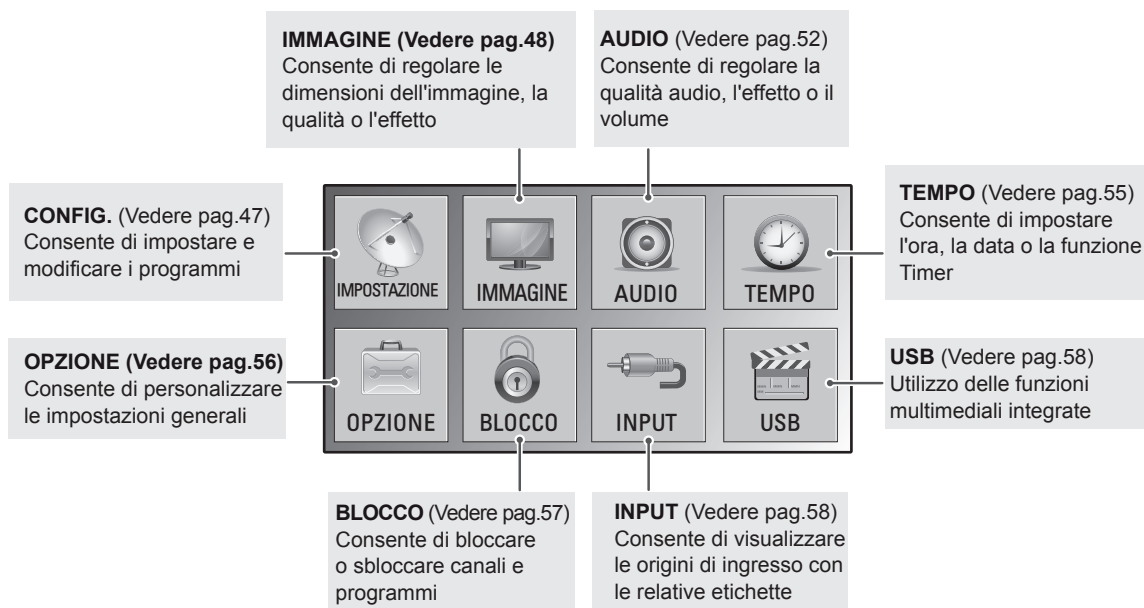 IMMAGINE (Vedere pag.48)
Consente di regolare le
dimensioni dell'immagine, la
qualità o l'effetto
AUDIO (Vedere pag.52)
Consente di regolare la
qualità audio, l'effetto o il
volume
CONFIG. (Vedere pag.47)
Consente di impostare e
modificare i programmi
TEMPO (Vedere pag.55)
Consente di impostare
l'ora, la data o la funzione
Timer
IMPOSTAZIONE
IMMAGINE
AUDIO
TEMPO
OPZIONE (Vedere pag.56)
Consente di personalizzare
le impostazioni generali
USB (Vedere pag.58)
Utilizzo delle funzioni
multimediali integrate
OPZIONE
BLOCCO
INPUT
USB
BLOCCO (Vedere pag.57)
Consente di bloccare
o sbloccare canali e
programmi
INPUT (Vedere pag.58)
Consente di visualizzare
le origini di ingresso con
le relative etichette